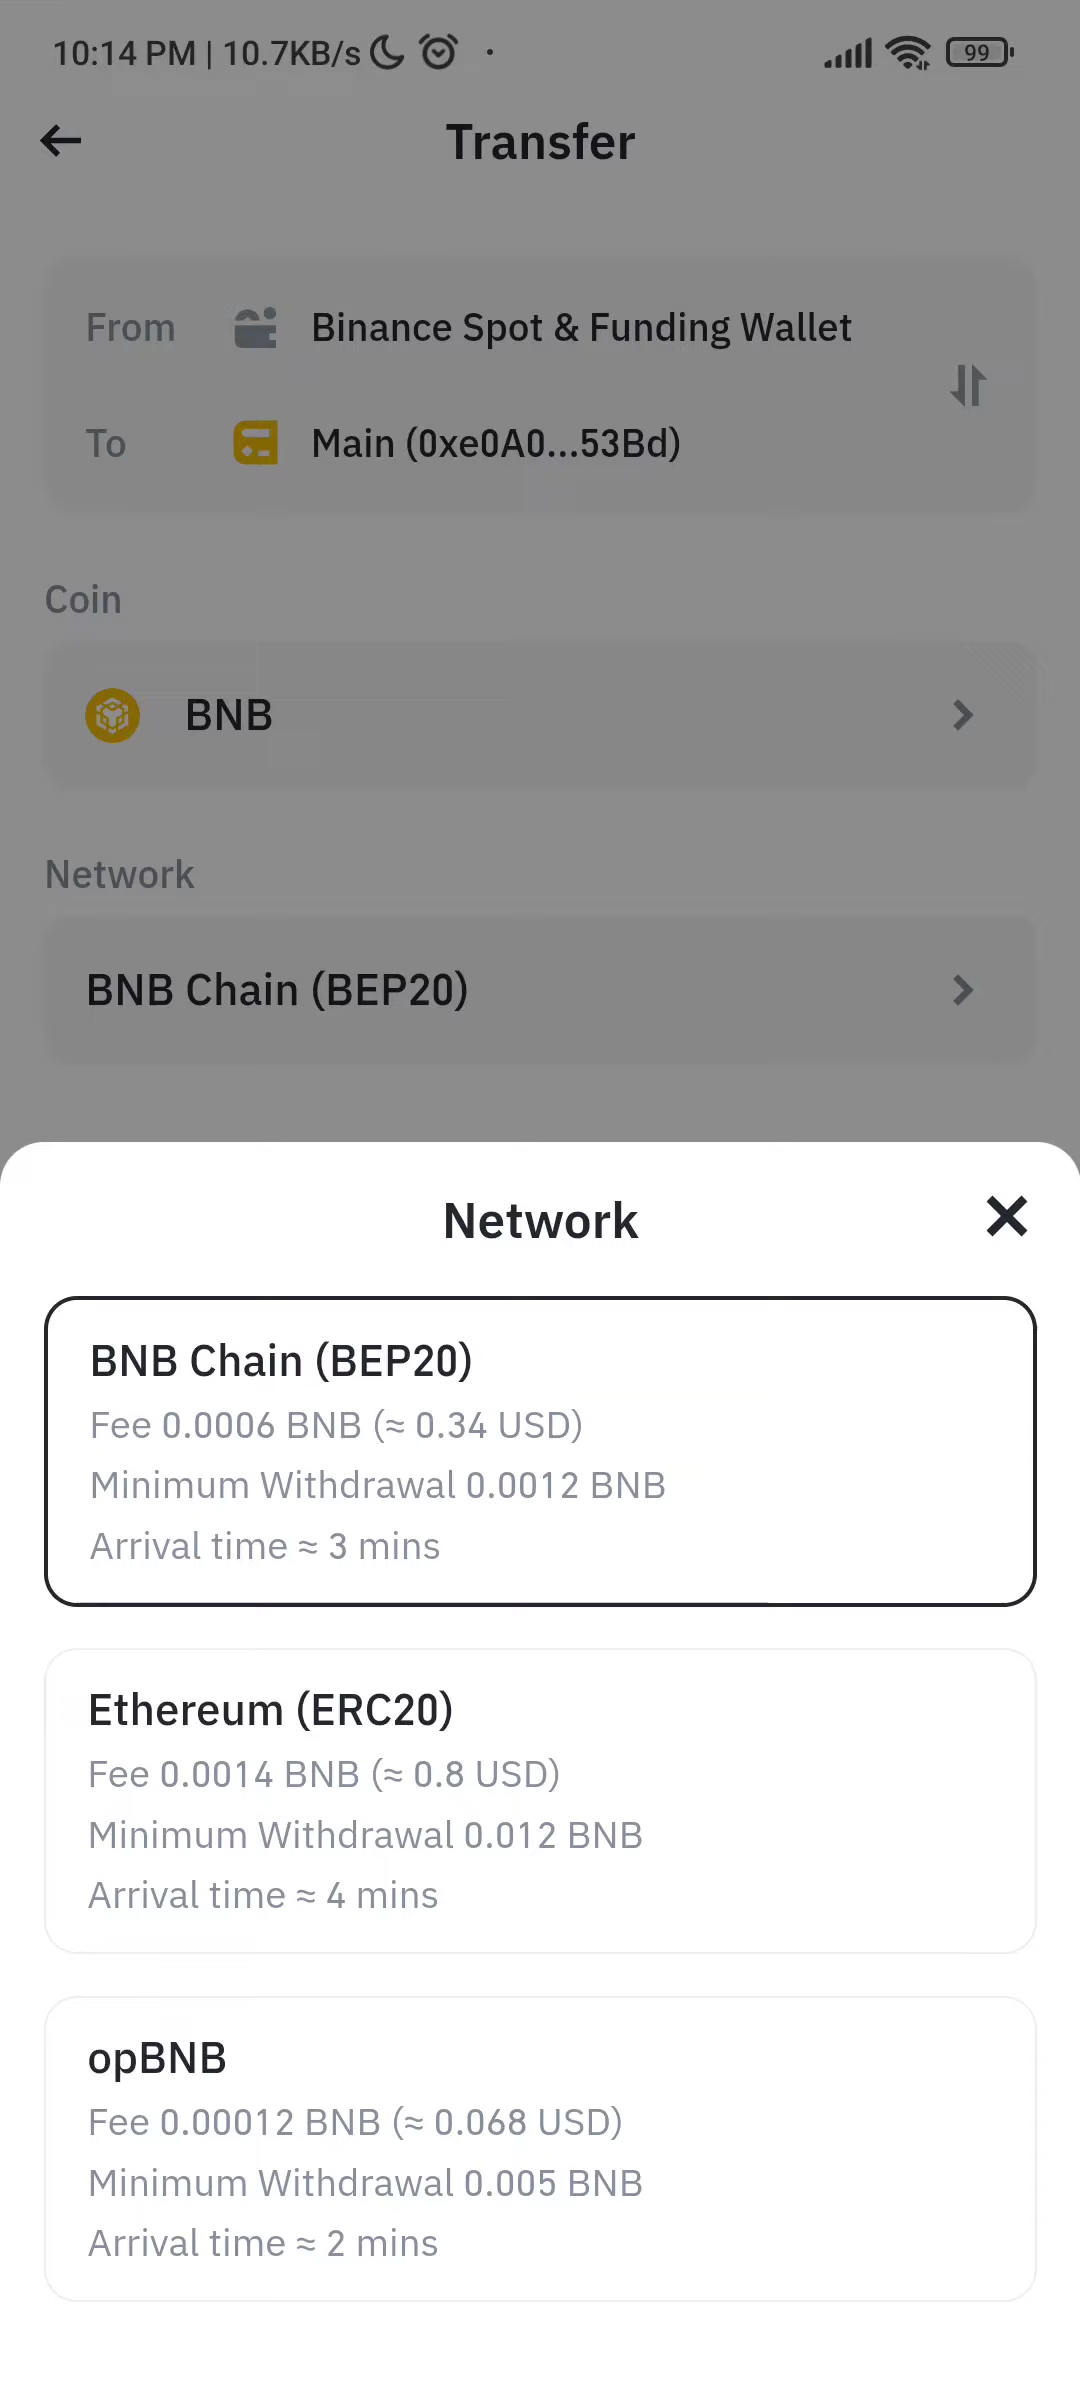 10:14 PM | 10.7KB/s
99
Transfer
From Binance Spot & Funding Wallet
To Main (0xe0A0...53Bd)
Coin
BNB
Network
BNB Chain (BEP20)
Network
BNB Chain (BEP20)
Fee 0.0006 BNB (≈ 0.34 USD)
Minimum Withdrawal 0.0012 BNB
Arrival time ≈ 3 mins
Ethereum (ERC20)
Fee 0.0014 BNB (≈ 0.8 USD)
Minimum Withdrawal 0.012 BNB
Arrival time ≈ 4 mins
opBNB
Fee 0.00012 BNB (≈ 0.068 USD)
Minimum Withdrawal 0.005 BNB
Arrival time ≈ 2 mins